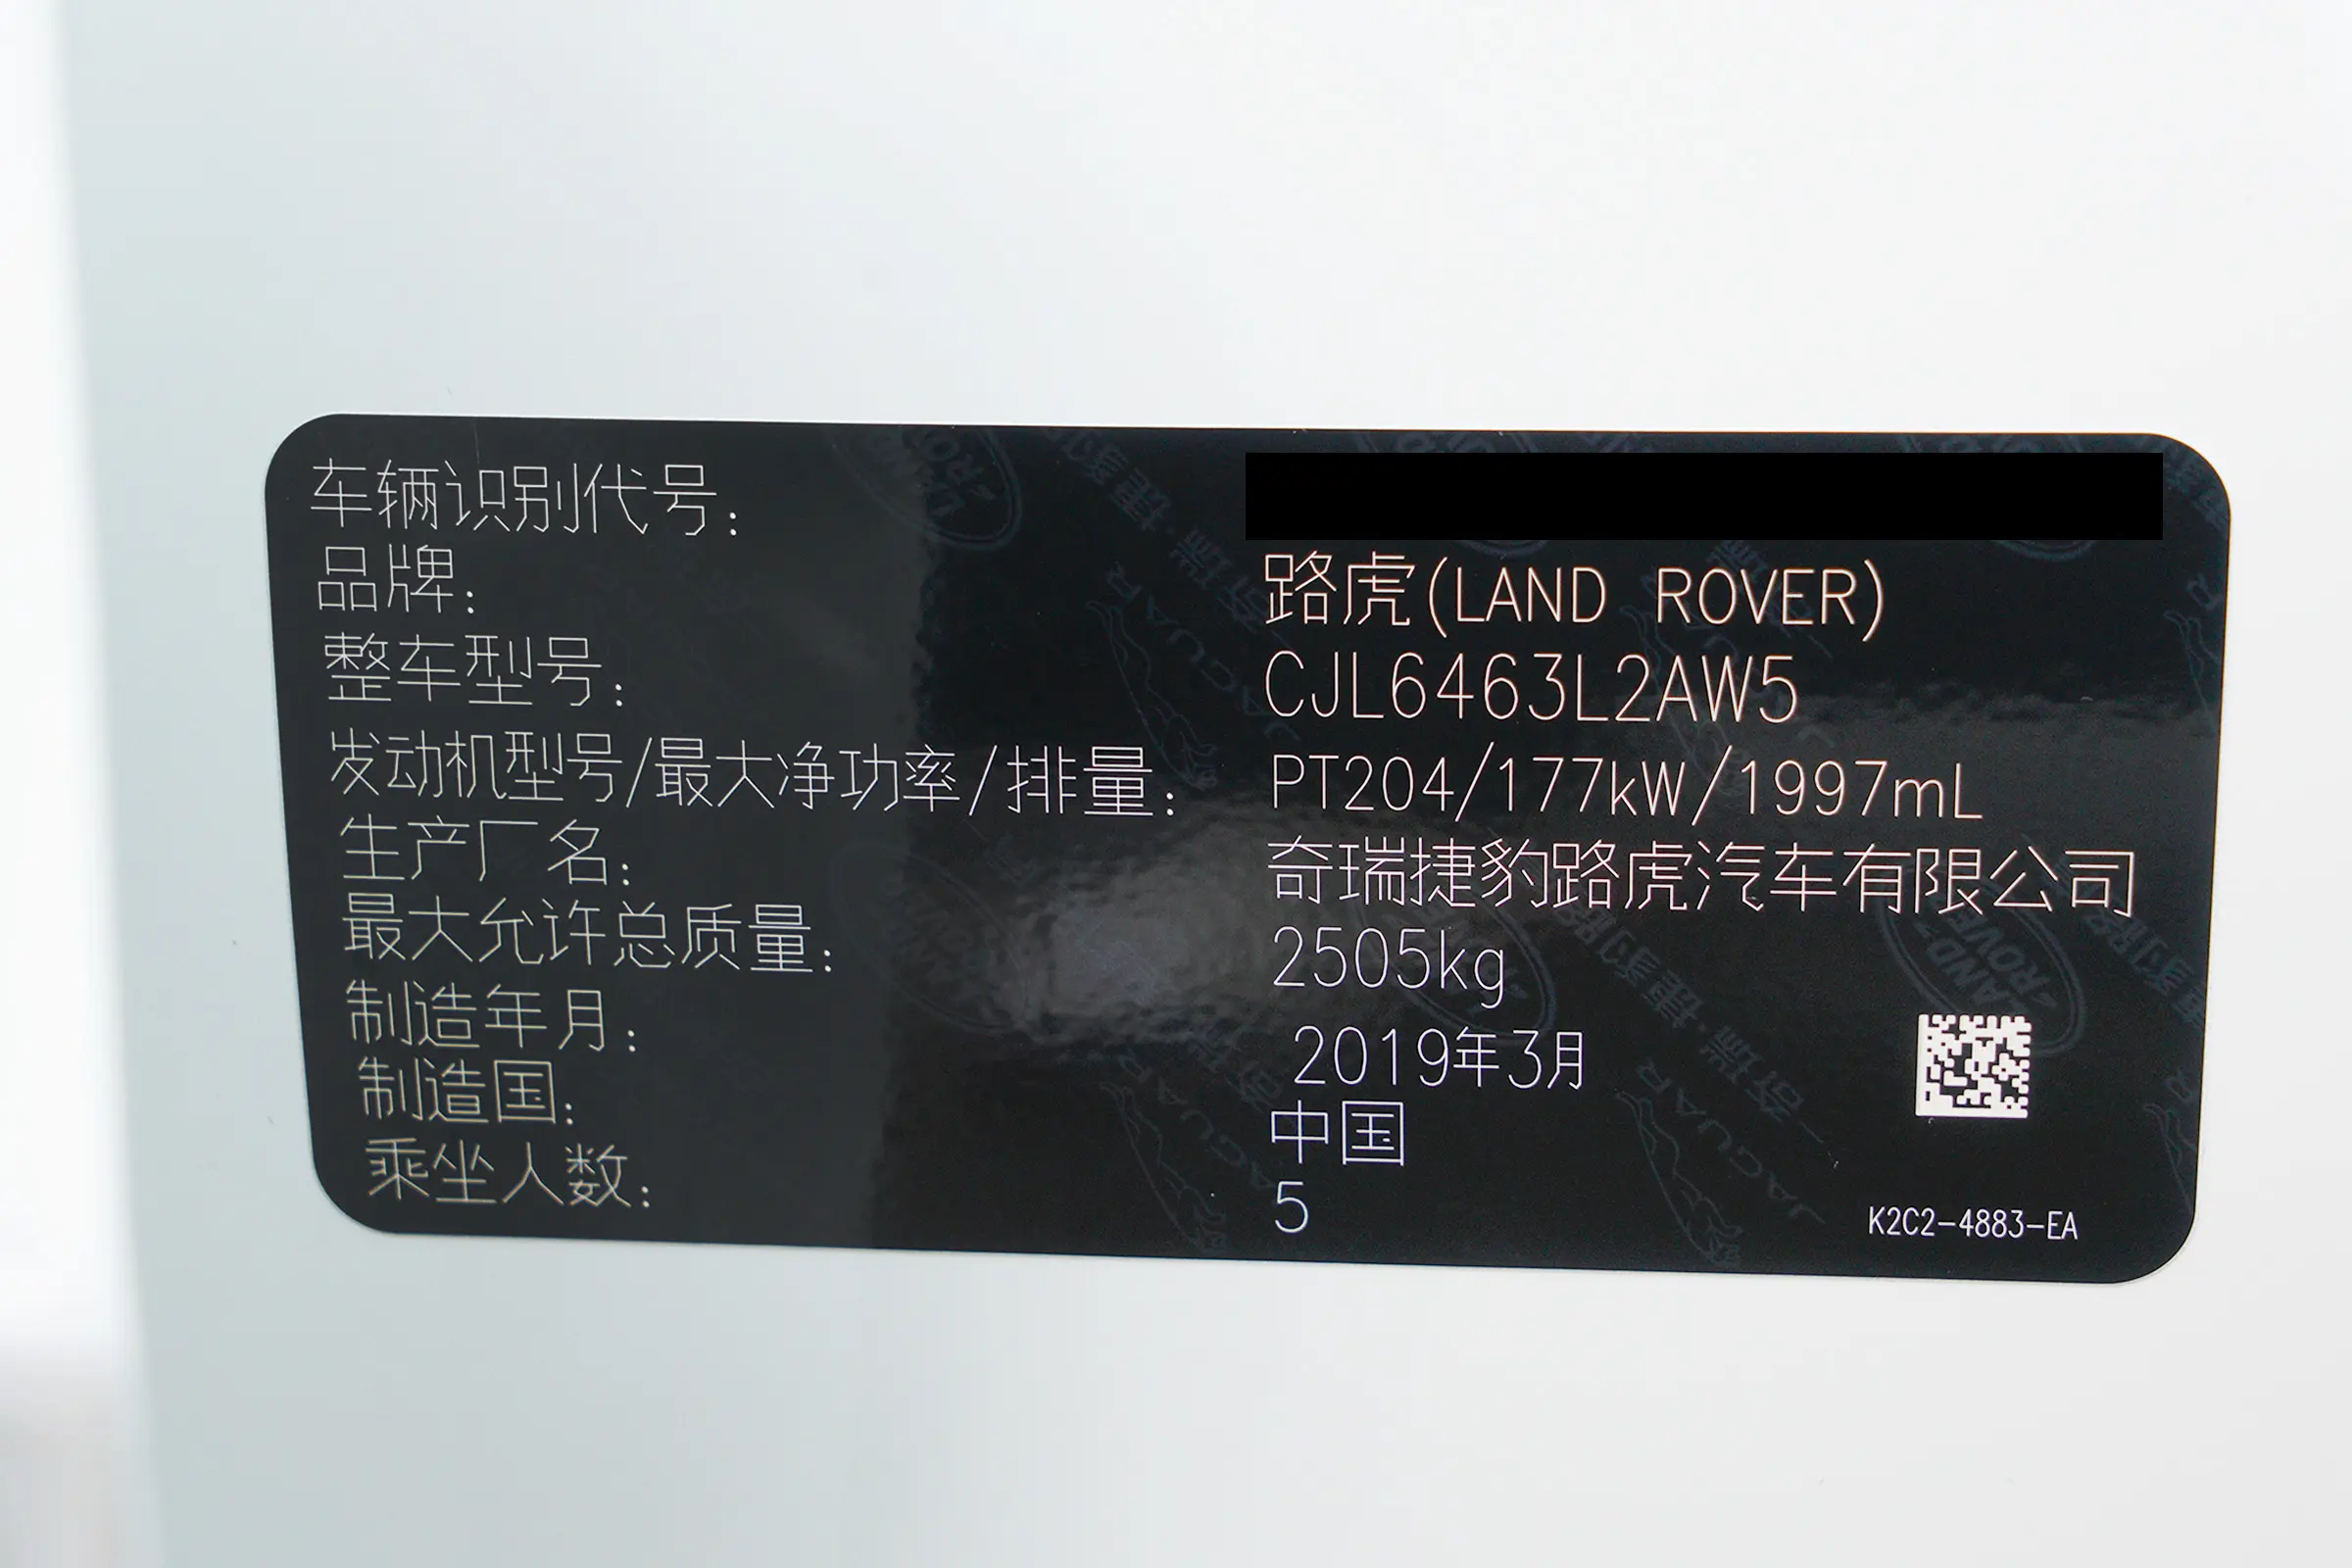 车辆识别代号:
品牌: 路虎(LAND ROVER)
整车型号: CJL6463L2AW5
发动机型号/最大净功率/排量: PT204/177kW/1997mL
生产厂名: 奇瑞捷豹路虎汽车有限公司
最大允许总质量: 2505kg
制造年月: 2019年3月
制造国: 中国
乘坐人数: 5
K2C2-4883-EA